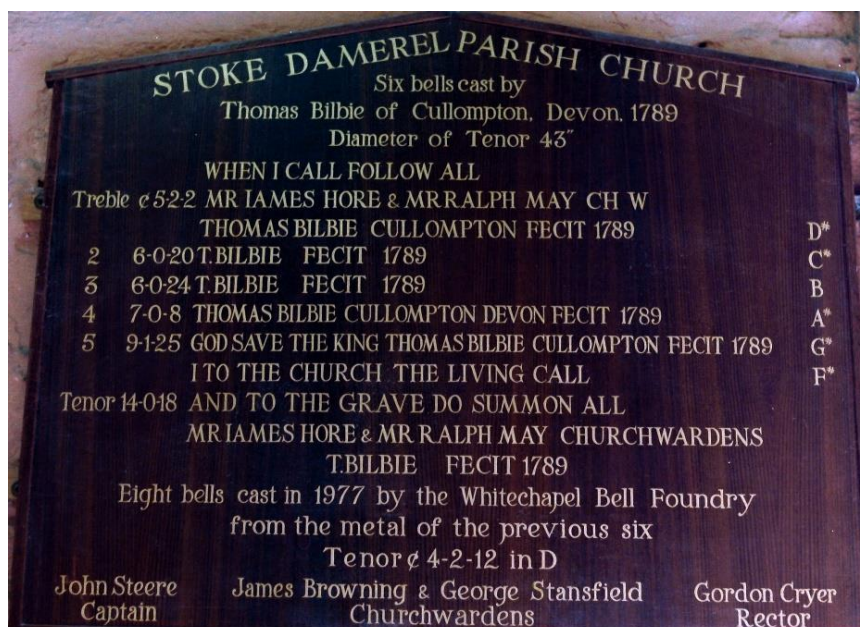 STOKE DAMEREL PARISH CHURCH
Six bells cast by
Thomas Bilbie of Cullompton, Devon, 1789
Diameter of Tenor 43"
WHEN I CALL FOLLOW ALL
Treble ¢ 5-2-2 MR IAMES HORE & MR RALPH MAY CH W
THOMAS BILBIE CULLOMPTON FECIT 1789 D#
2 6-0-20 T.BILBIE FECIT 1789 C#
3 6-0-24 T.BILBIE FECIT 1789 B
4 7-0-8 THOMAS BILBIE CULLOMPTON DEVON FECIT 1789 A#
5 9-1-25 GOD SAVE THE KING THOMAS BILBIE CULLOMPTON FECIT 1789 G#
I TO THE CHURCH THE LIVING CALL F#
Tenor 14-0-18 AND TO THE GRAVE DO SUMMON ALL
MR IAMES HORE & MR RALPH MAY CHURCHWARDENS
T.BILBIE FECIT 1789
Eight bells cast in 1977 by the Whitechapel Bell Foundry
from the metal of the previous six
Tenor ¢ 4-2-12 in D
John Steere James Browning & George Stansfield Gordon Cryer
Captain Churchwardens Rector